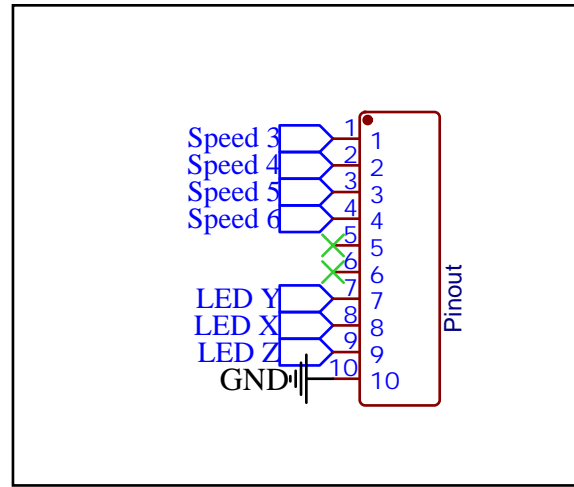 Speed 3 1 1
Speed 4 2 2
Speed 5 3 3
Speed 6 4 4
5 5
6 6
LED Y 7 7
LED X 8 8
LED Z 9 9
GND 10 10
Pinout